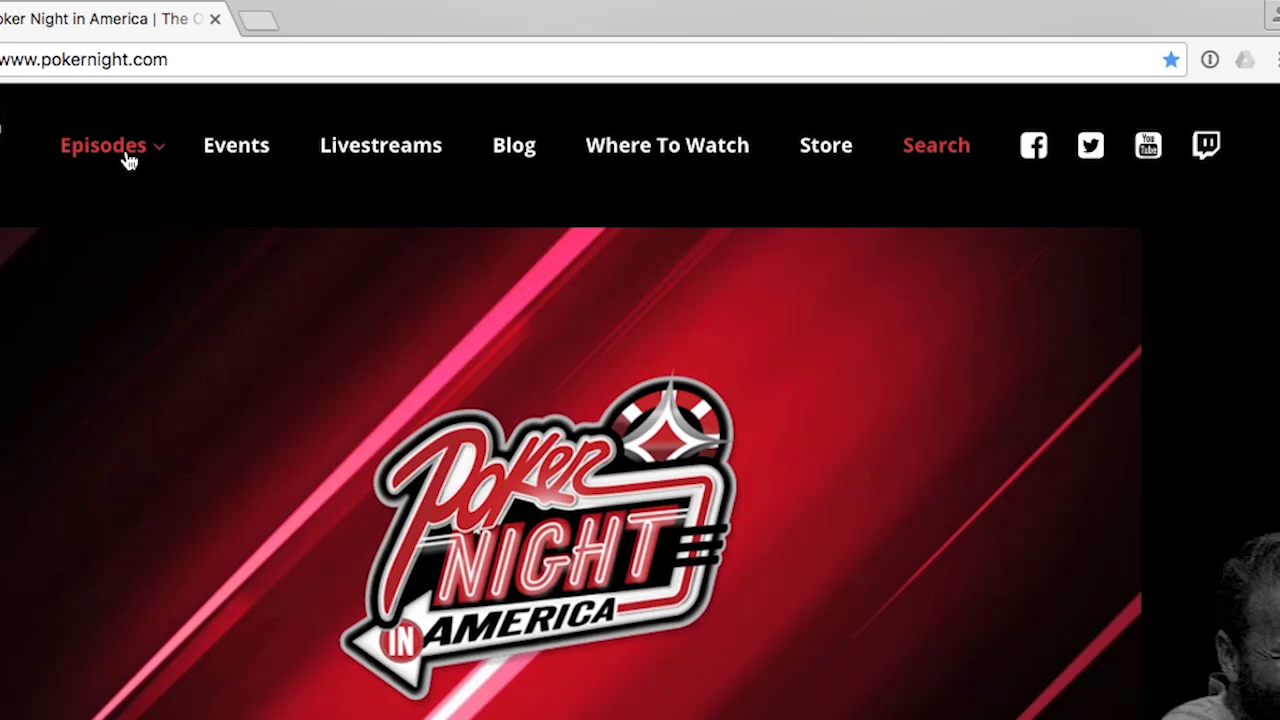 oker Night in America | The O
www.pokernight.com
Episodes Events Livestreams Blog Where To Watch Store Search
You
Tube
Poker
NIGHT
IN AMERICA